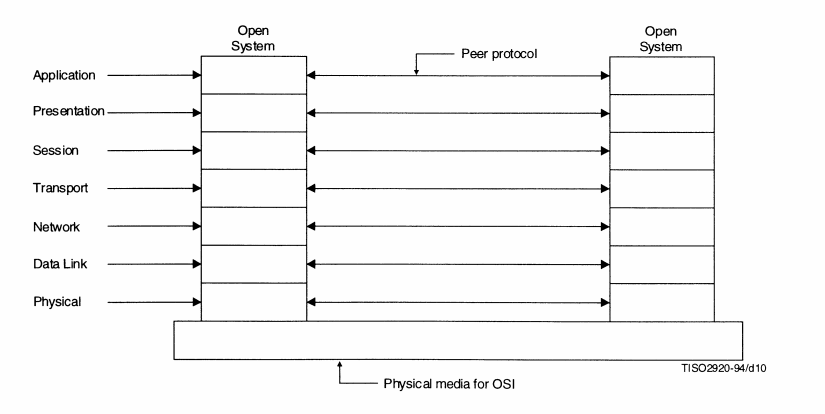 Open
System
Open
System
Peer protocol
Application
Presentation
Session
Transport
Network
Data Link
Physical
TISO2920-94/d10
Physical media for OSI